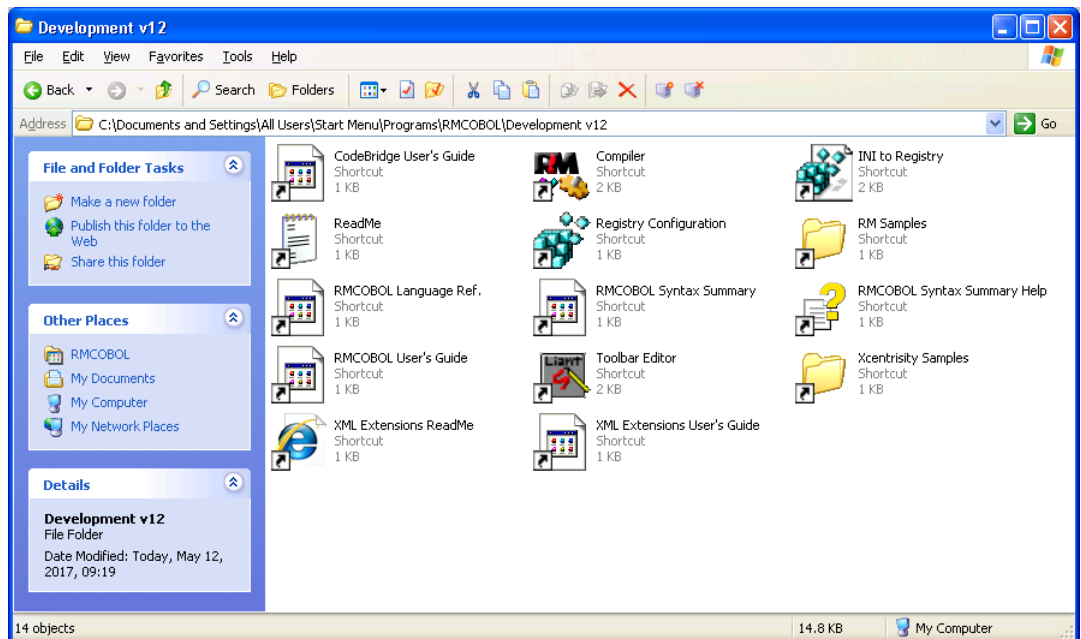 Development v12
File Edit View Favorites Tools Help
Back Search Folders
Address C:\Documents and Settings\All Users\Start Menu\Programs\RMCOBOL\Development v12 Go
File and Folder Tasks
Make a new folder
Publish this folder to the
Web
Share this folder
Other Places
RMCOBOL
My Documents
My Computer
My Network Places
Details
Development v12
File Folder
Date Modified: Today, May 12,
2017, 09:19
CodeBridge User's Guide
Shortcut
1 KB
RM
Compiler
Shortcut
2 KB
INI to Registry
Shortcut
2 KB
ReadMe
Shortcut
1 KB
Registry Configuration
Shortcut
1 KB
RM Samples
Shortcut
1 KB
RMCOBOL Language Ref.
Shortcut
1 KB
RMCOBOL Syntax Summary
Shortcut
1 KB
RMCOBOL Syntax Summary Help
Shortcut
1 KB
RMCOBOL User's Guide
Shortcut
1 KB
Liant
Toolbar Editor
Shortcut
2 KB
Xcentrisity Samples
Shortcut
1 KB
XML Extensions ReadMe
Shortcut
1 KB
XML Extensions User's Guide
Shortcut
1 KB
14 objects 14.8 KB My Computer